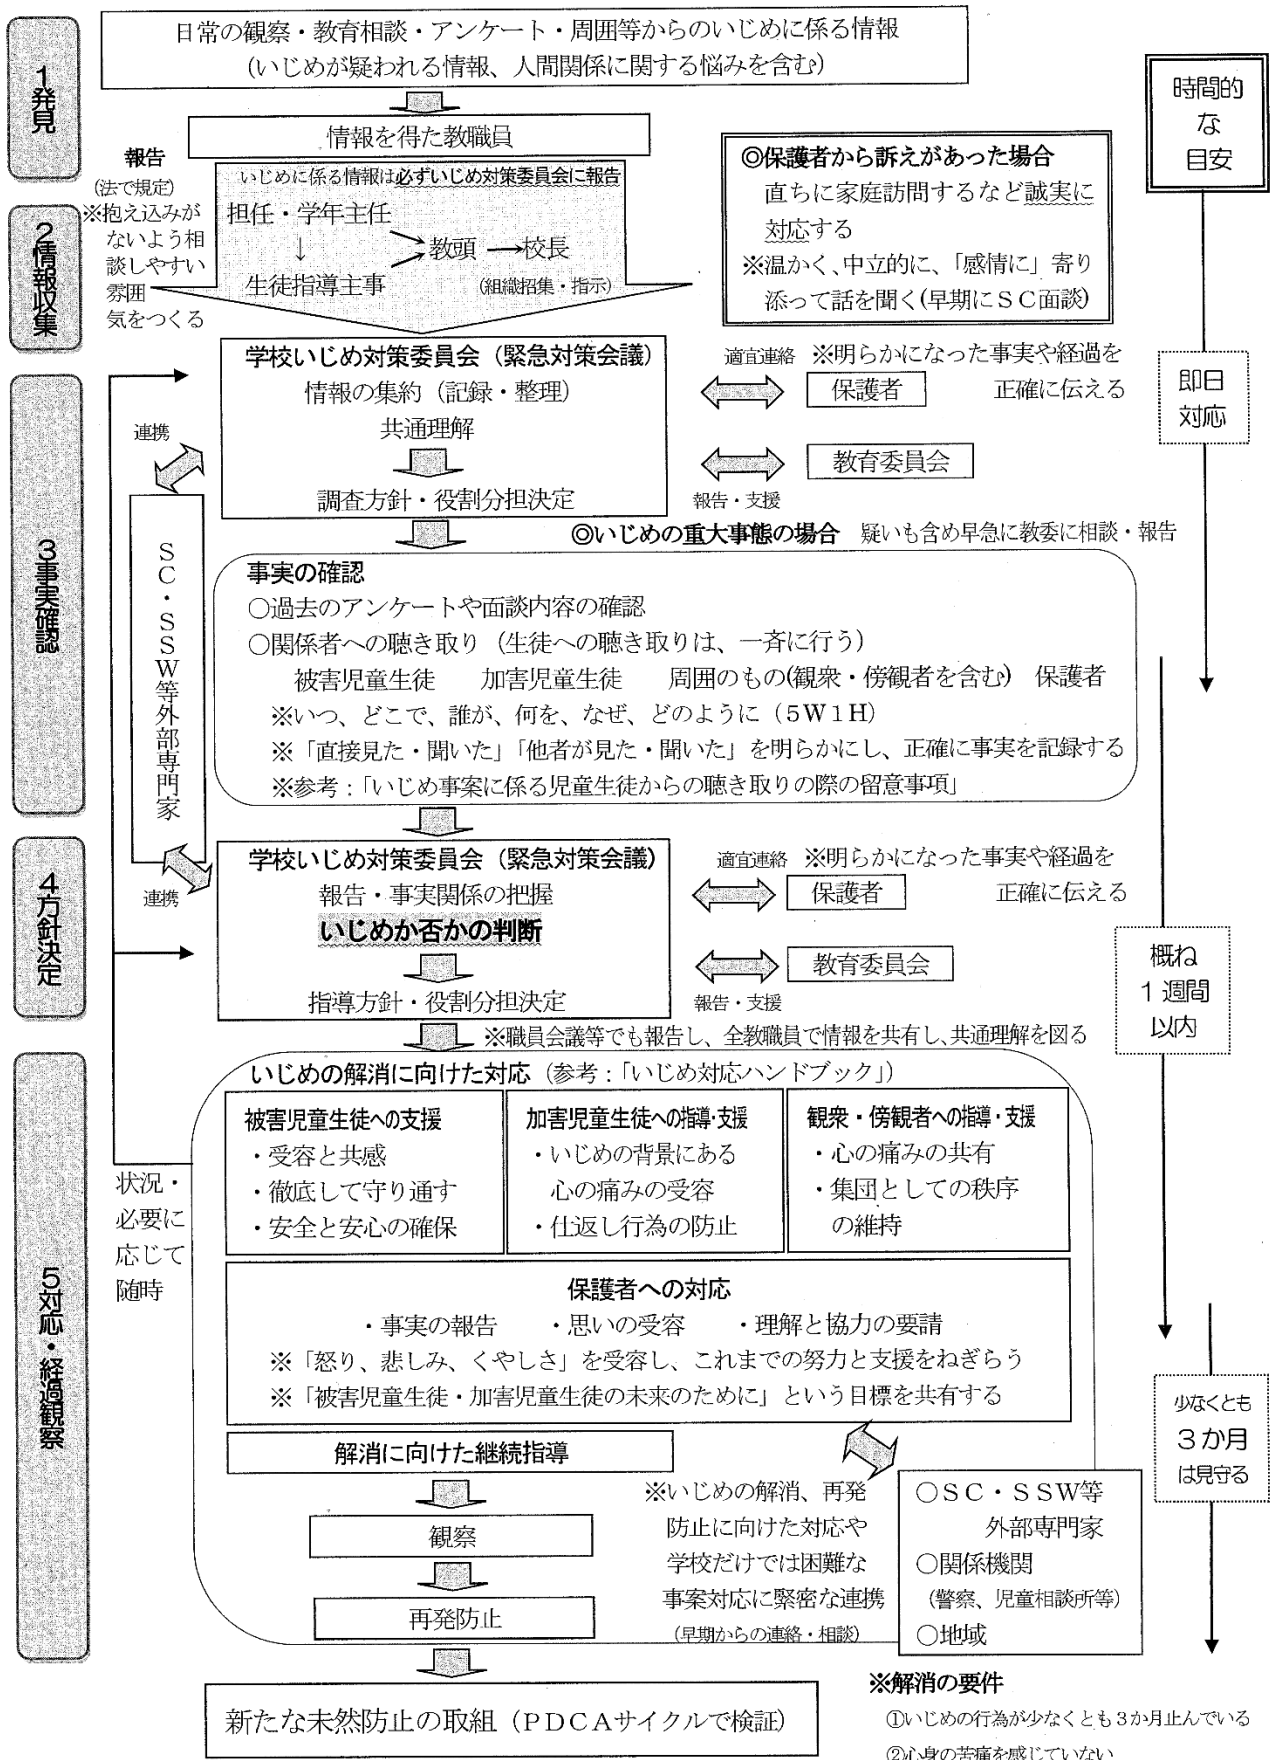 日常の観察・教育相談・アンケート・周囲等からのいじめに係る情報
(いじめが疑われる情報、人間関係に関する悩みを含む)
1発見
時間的
な
目安
情報を得た教職員
報告
(法で規定)
※抱え込みが
ないよう相
談しやすい
雰囲
気をつくる
いじめに係る情報は必ずいじめ対策委員会に報告
担任・学年主任
↓
教頭→校長
生徒指導主事
(組織招集・指示)
◎保護者から訴えがあった場合
直ちに家庭訪問するなど誠実に
対応する
※温かく、中立的に、「感情に」寄り
添って話を聞く(早期にSC面談)
2情報収集
学校いじめ対策委員会(緊急対策会議)
情報の集約(記録・整理)
共通理解
調査方針・役割分担決定
適宜連絡 ※明らかになった事実や経過を
正確に伝える
保護者
教育委員会
報告・支援
即日
対応
連携
SC・SSW等外部専門家
3事実確認
◎いじめの重大事態の場合 疑いも含め早急に教委に相談・報告
事実の確認
○過去のアンケートや面談内容の確認
○関係者への聴き取り(生徒への聴き取りは、一斉に行う)
被害児童生徒 加害児童生徒 周囲のもの(観衆・傍観者を含む) 保護者
※いつ、どこで、誰が、何を、なぜ、どのように(5W1H)
※「直接見た・聞いた」「他者が見た・聞いた」を明らかにし、正確に事実を記録する
※参考:「いじめ事案に係る児童生徒からの聴き取りの際の留意事項」
4方針決定
連携
学校いじめ対策委員会(緊急対策会議)
報告・事実関係の把握
いじめか否かの判断
指導方針・役割分担決定
適宜連絡 ※明らかになった事実や経過を
正確に伝える
保護者
教育委員会
報告・支援
概ね
1週間
以内
※職員会議等でも報告し、全教職員で情報を共有し、共通理解を図る
5対応・経過観察
いじめの解消に向けた対応(参考:「いじめ対応ハンドブック」)
被害児童生徒への支援
・受容と共感
・徹底して守り通す
・安全と安心の確保
加害児童生徒への指導・支援
・いじめの背景にある
心の痛みの受容
・仕返し行為の防止
観衆・傍観者への指導・支援
・心の痛みの共有
・集団としての秩序
の維持
状況・
必要に
応じて
随時
保護者への対応
・事実の報告 ・思いの受容 ・理解と協力の要請
※「怒り、悲しみ、くやしさ」を受容し、これまでの努力と支援をねぎらう
※「被害児童生徒・加害児童生徒の未来のために」という目標を共有する
少なくとも
3か月
は見守る
解消に向けた継続指導
観察
再発防止
※いじめの解消、再発
防止に向けた対応や
学校だけでは困難な
事案対応に緊密な連携
(早期からの連絡・相談)
○SC・SSW等
外部専門家
○関係機関
(警察、児童相談所等)
○地域
新たな未然防止の取組(PDCAサイクルで検証)
※解消の要件
①いじめの行為が少なくとも3か月止んでいる
②心身の苦痛を感じていない